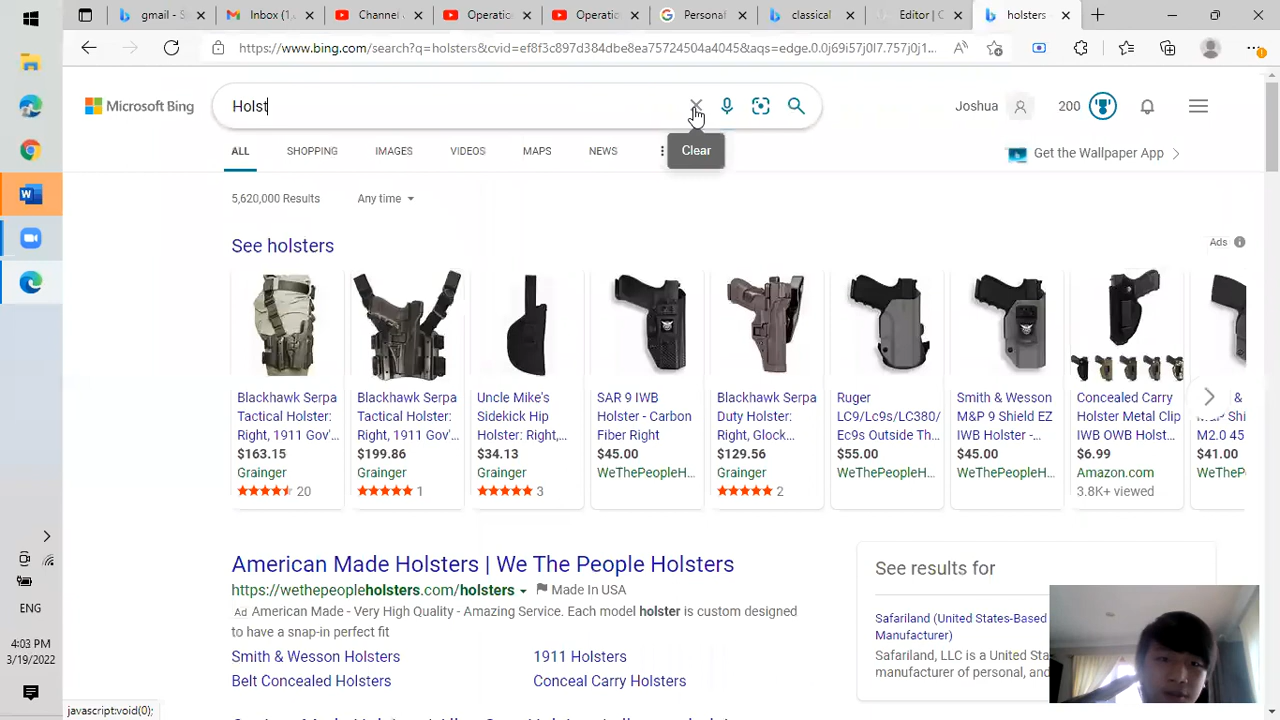 gmail - S
Channel
Operatio
Operatio
Personal
classical
Editor | C
holsters
https://www.bing.com/search?q=holsters&cvid=ef8f3c897d384dbe8ea75724504a4045&aqs=edge.0.0j69i57j0l7.757j0j1...
Microsoft Bing
Holst
Joshua
200
Clear
ALL SHOPPING IMAGES VIDEOS MAPS NEWS
Get the Wallpaper App
5,620,000 Results Any time
See holsters
Ads
Blackhawk Serpa
Tactical Holster:
Right, 1911 Gov'...
$163.15
Grainger
20
Blackhawk Serpa
Tactical Holster:
Right, 1911 Gov'...
$199.86
Grainger
1
Uncle Mike's
Sidekick Hip
Holster: Right,...
$34.13
Grainger
3
SAR 9 IWB
Holster - Carbon
Fiber Right
$45.00
WeThePeopleH...
Blackhawk Serpa
Duty Holster:
Right, Glock...
$129.56
Grainger
2
Ruger
LC9/Lc9s/LC380/
Ec9s Outside Th...
$55.00
WeThePeopleH...
Smith & Wesson
M&P 9 Shield EZ
IWB Holster -...
$45.00
WeThePeopleH...
Concealed Carry
Holster Metal Clip
IWB OWB Holst...
$6.99
Amazon.com
3.8K+ viewed
&
M&P Shi
M2.0 45
$41.00
WeTheP
American Made Holsters | We The People Holsters
https://wethepeopleholsters.com/holsters Made In USA
Ad American Made - Very High Quality - Amazing Service. Each model holster is custom designed
to have a snap-in perfect fit
Smith & Wesson Holsters 1911 Holsters
Belt Concealed Holsters Conceal Carry Holsters
See results for
Safariland (United States-Based
Manufacturer)
Safariland, LLC is a United Sta
manufacturer of personal, and
ENG
4:03 PM
3/19/2022
javascript:void(0);